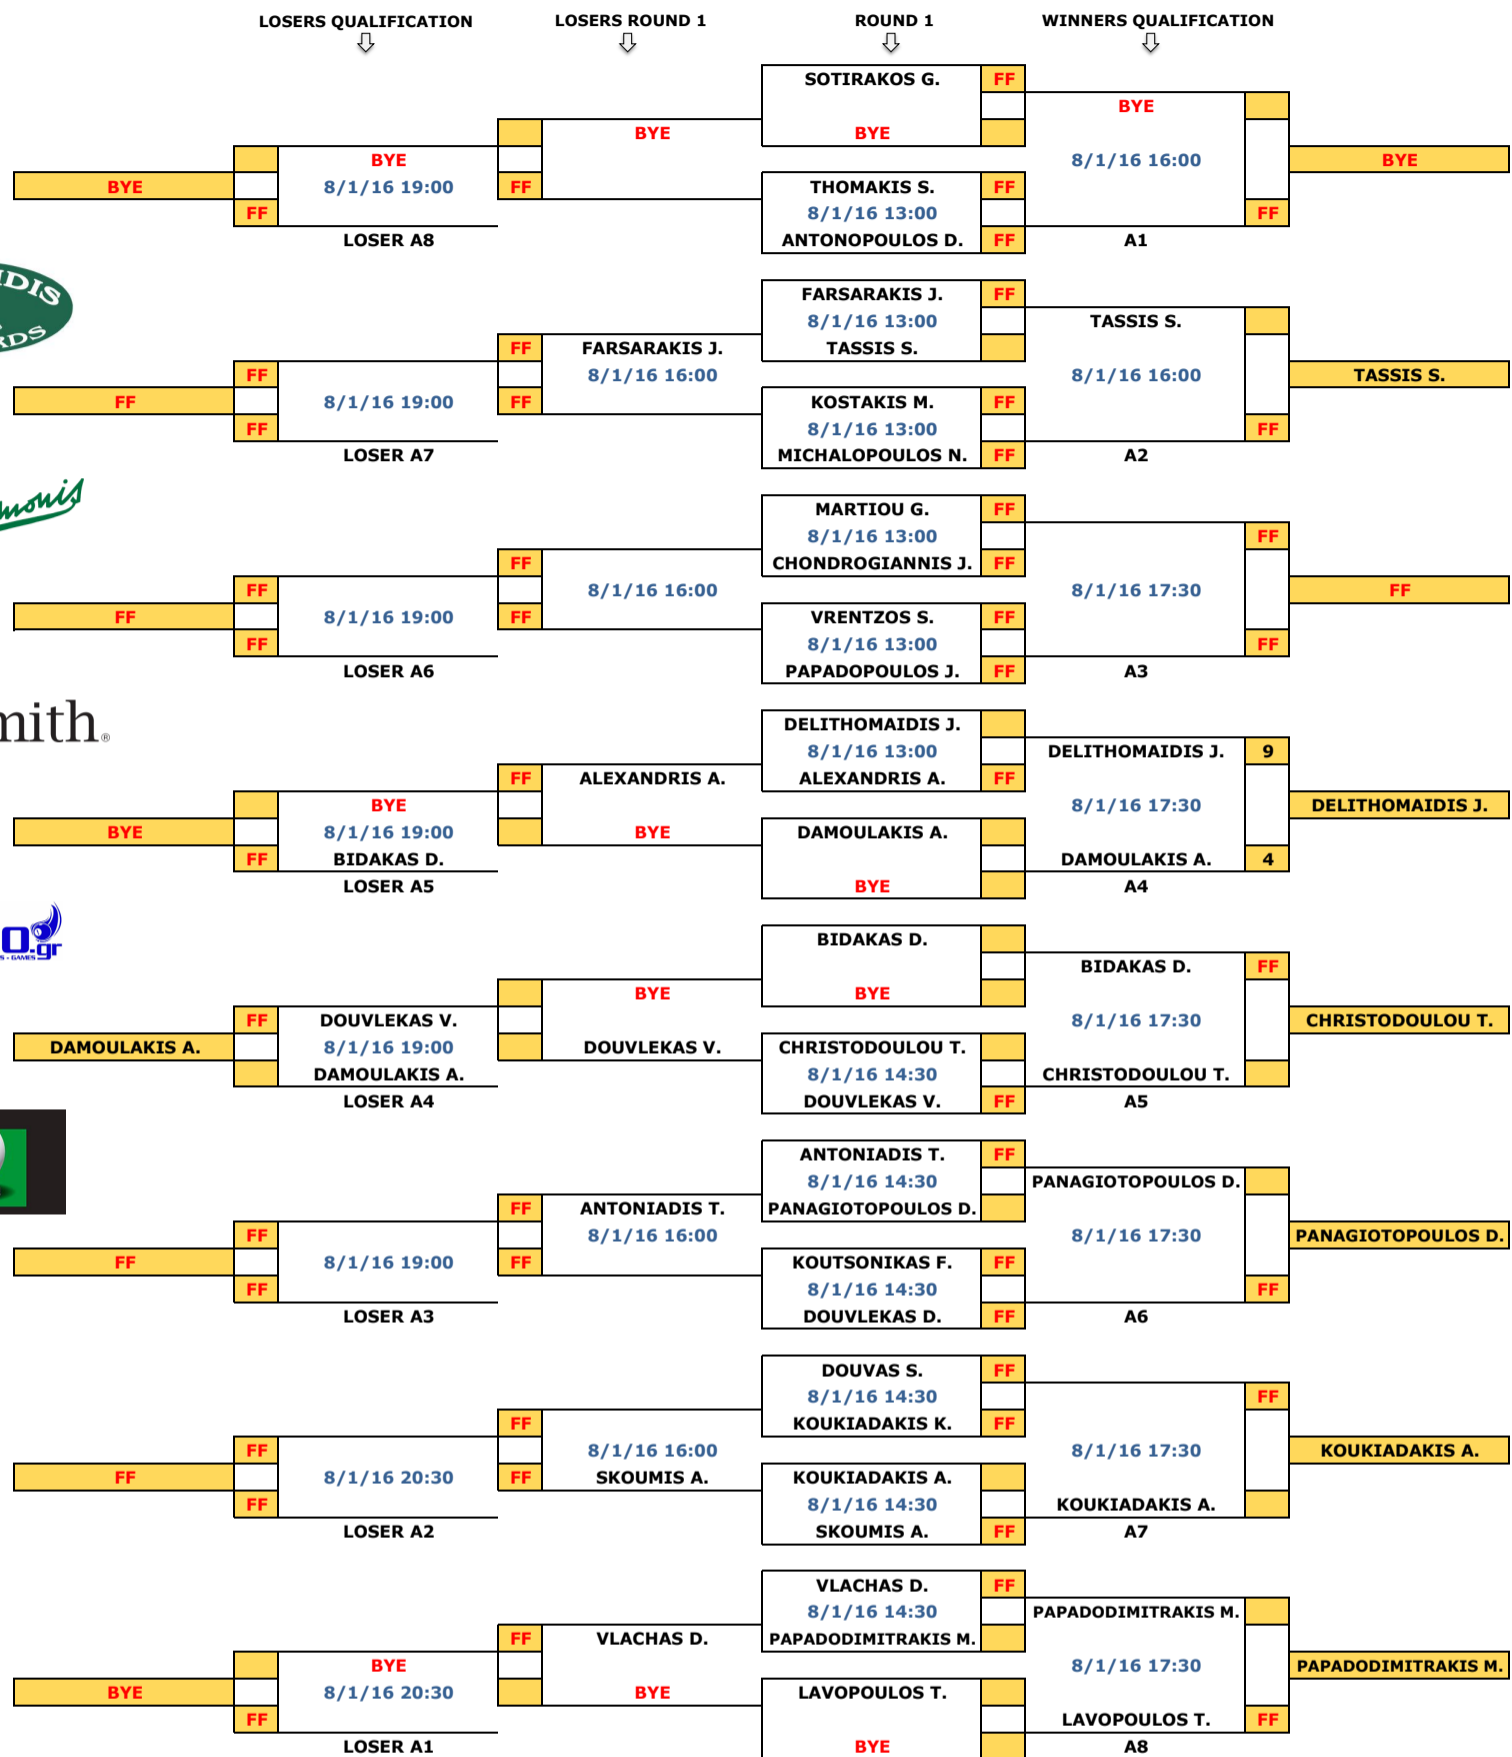 LOSERS QUALIFICATION LOSERS ROUND 1 ROUND 1 WINNERS QUALIFICATION
SOTIRAKOS G. FF
BYE
BYE BYE
BYE 8/1/16 16:00 BYE
BYE 8/1/16 19:00 FF THOMAKIS S. FF
FF 8/1/16 13:00 FF
LOSER A8 ANTONOPOULOS D. FF A1
FARSARAKIS J. FF
8/1/16 13:00 TASSIS S.
FF FARSARAKIS J. TASSIS S.
FF 8/1/16 16:00 8/1/16 16:00 TASSIS S.
FF 8/1/16 19:00 FF KOSTAKIS M. FF
FF 8/1/16 13:00 FF
LOSER A7 MICHALOPOULOS N. FF A2
MARTIOU G. FF
8/1/16 13:00 FF
FF CHONDROGIANNIS J. FF
FF 8/1/16 16:00 8/1/16 17:30 FF
FF 8/1/16 19:00 FF VRENTZOS S. FF
FF 8/1/16 13:00 FF
LOSER A6 PAPADOPOULOS J. FF A3
mith®
DELITHOMAIDIS J.
8/1/16 13:00 DELITHOMAIDIS J. 9
FF ALEXANDRIS A. ALEXANDRIS A. FF
BYE 8/1/16 17:30 DELITHOMAIDIS J.
BYE 8/1/16 19:00 BYE DAMOULAKIS A.
FF BIDAKAS D. DAMOULAKIS A. 4
LOSER A5 BYE A4
O.gr
S - GAMES
BIDAKAS D.
BIDAKAS D. FF
BYE BYE
FF DOUVLEKAS V. 8/1/16 17:30 CHRISTODOULOU T.
DAMOULAKIS A. 8/1/16 19:00 DOUVLEKAS V. CHRISTODOULOU T.
DAMOULAKIS A. 8/1/16 14:30 CHRISTODOULOU T.
LOSER A4 DOUVLEKAS V. FF A5
ANTONIADIS T. FF
8/1/16 14:30 PANAGIOTOPOULOS D.
FF ANTONIADIS T. PANAGIOTOPOULOS D.
FF 8/1/16 16:00 8/1/16 17:30 PANAGIOTOPOULOS D.
FF 8/1/16 19:00 FF KOUTSONIKAS F. FF
FF 8/1/16 14:30 FF
LOSER A3 DOUVLEKAS D. FF A6
DOUVAS S. FF
8/1/16 14:30 FF
FF KOUKIADAKIS K. FF
FF 8/1/16 16:00 8/1/16 17:30 KOUKIADAKIS A.
FF 8/1/16 20:30 FF SKOUMIS A. KOUKIADAKIS A.
FF 8/1/16 14:30 KOUKIADAKIS A.
LOSER A2 SKOUMIS A. FF A7
VLACHAS D. FF
8/1/16 14:30 PAPADODIMITRAKIS M.
FF VLACHAS D. PAPADODIMITRAKIS M.
BYE 8/1/16 17:30 PAPADODIMITRAKIS M.
BYE 8/1/16 20:30 BYE LAVOPOULOS T.
FF LAVOPOULOS T. FF
LOSER A1 BYE A8